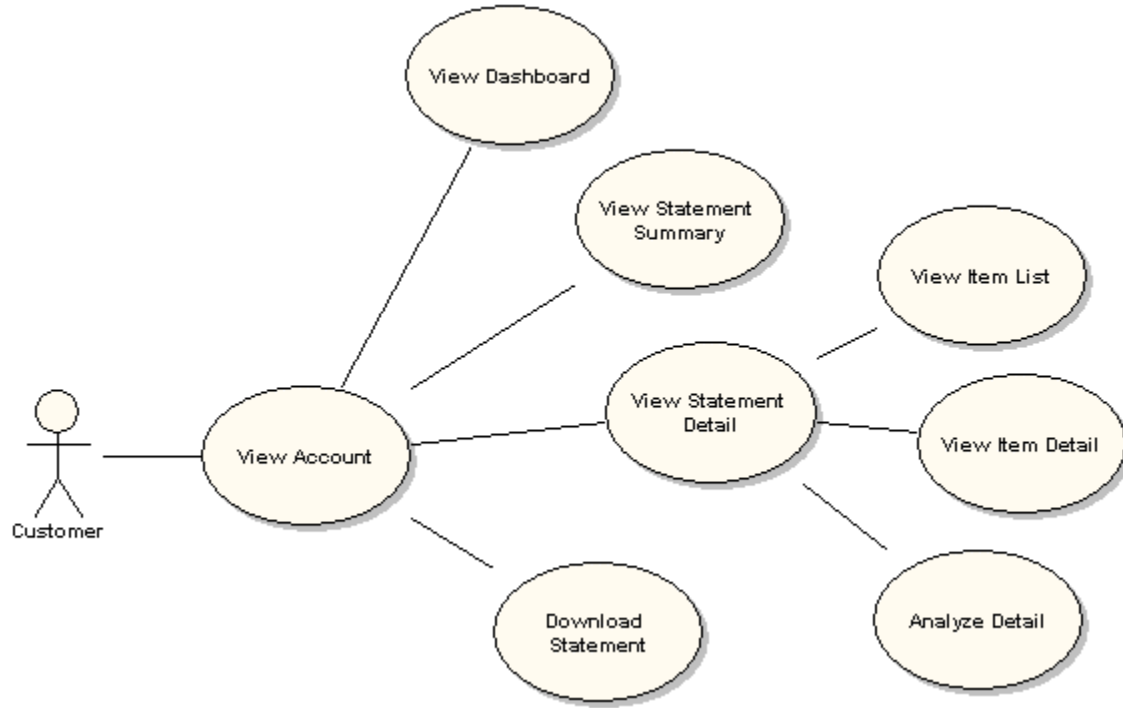 View Dashboard
View Statement
Summary
View Item List
View Statement
Detail
View Item Detail
View Account
Customer
Download
Statement
Analyze Detail